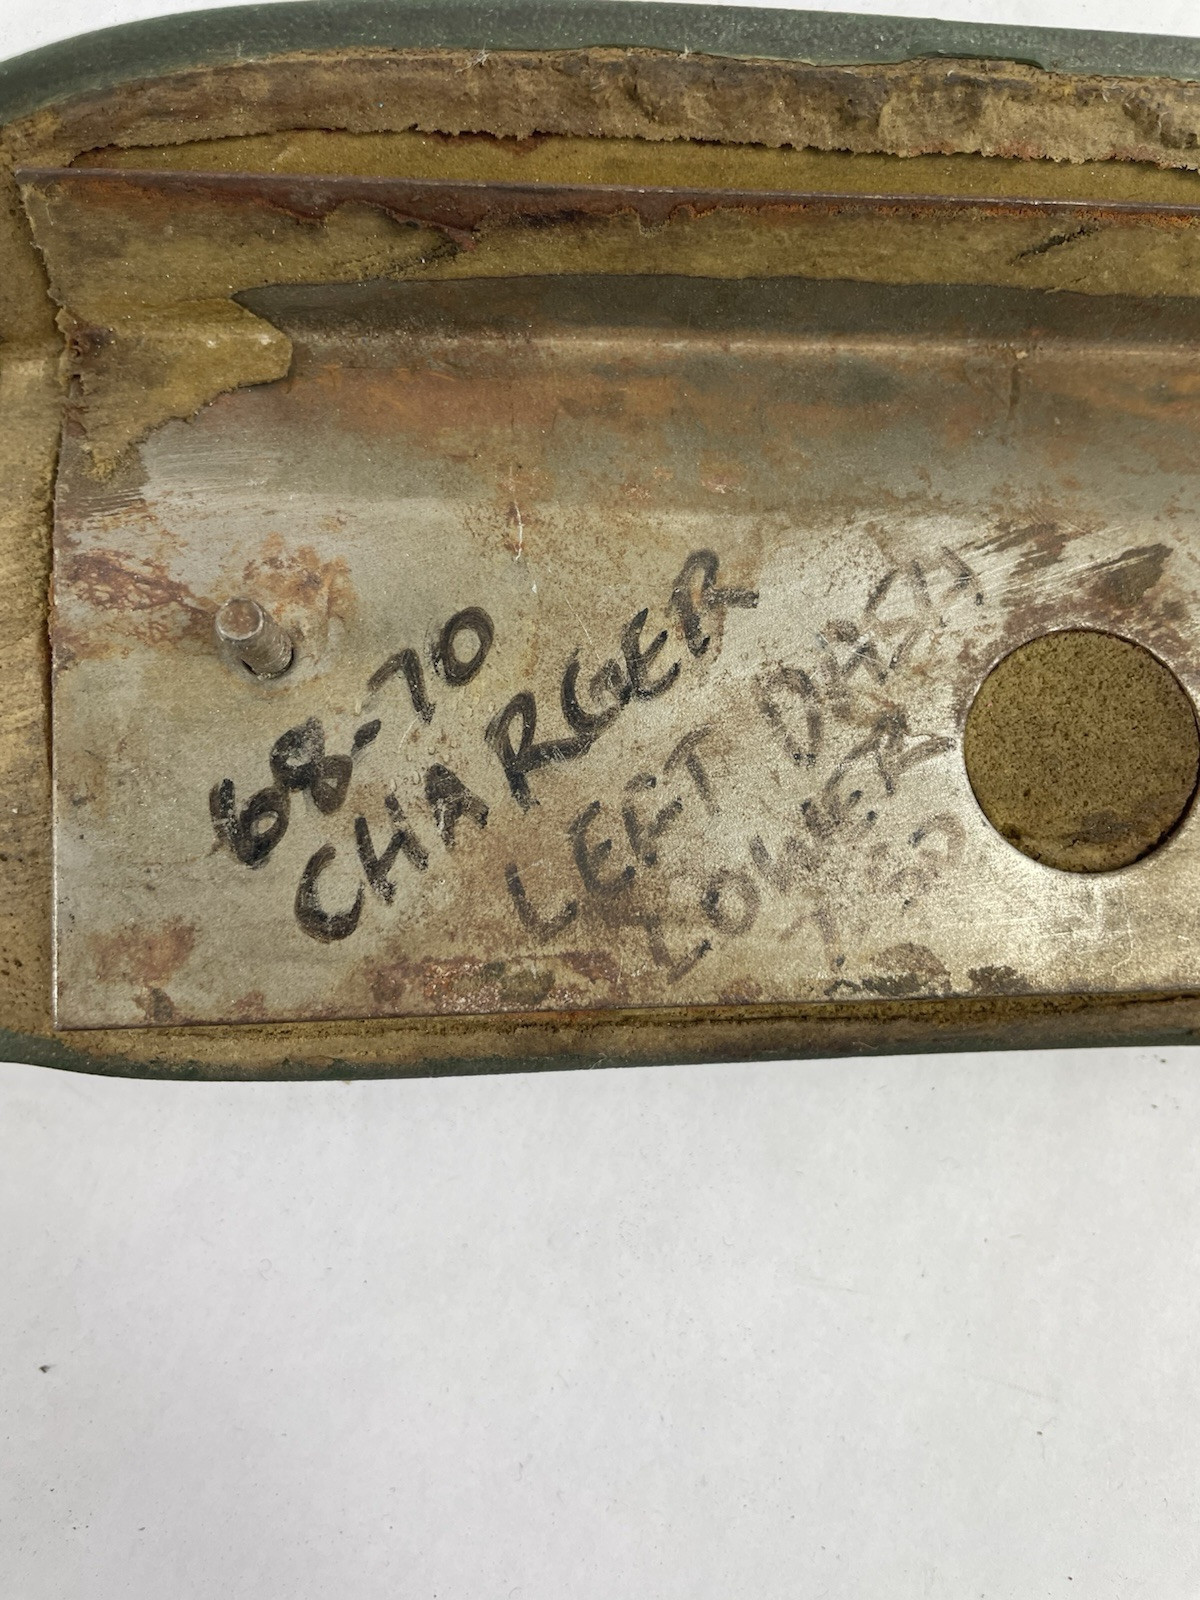 68-70
CHARGER
LEFT DASH
LOWER